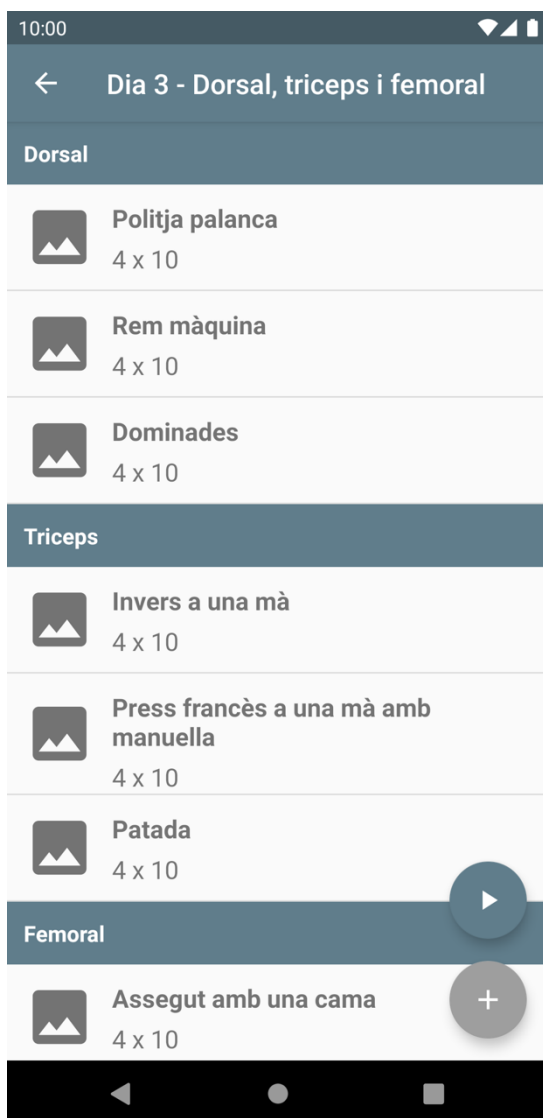 10:00
Dia 3 - Dorsal, triceps i femoral
Dorsal
Politja palanca
4 x 10
Rem màquina
4 x 10
Dominades
4 x 10
Triceps
Invers a una mà
4 x 10
Press francès a una mà amb
manuella
4 x 10
Patada
4 x 10
Femoral
Assegut amb una cama
4 x 10